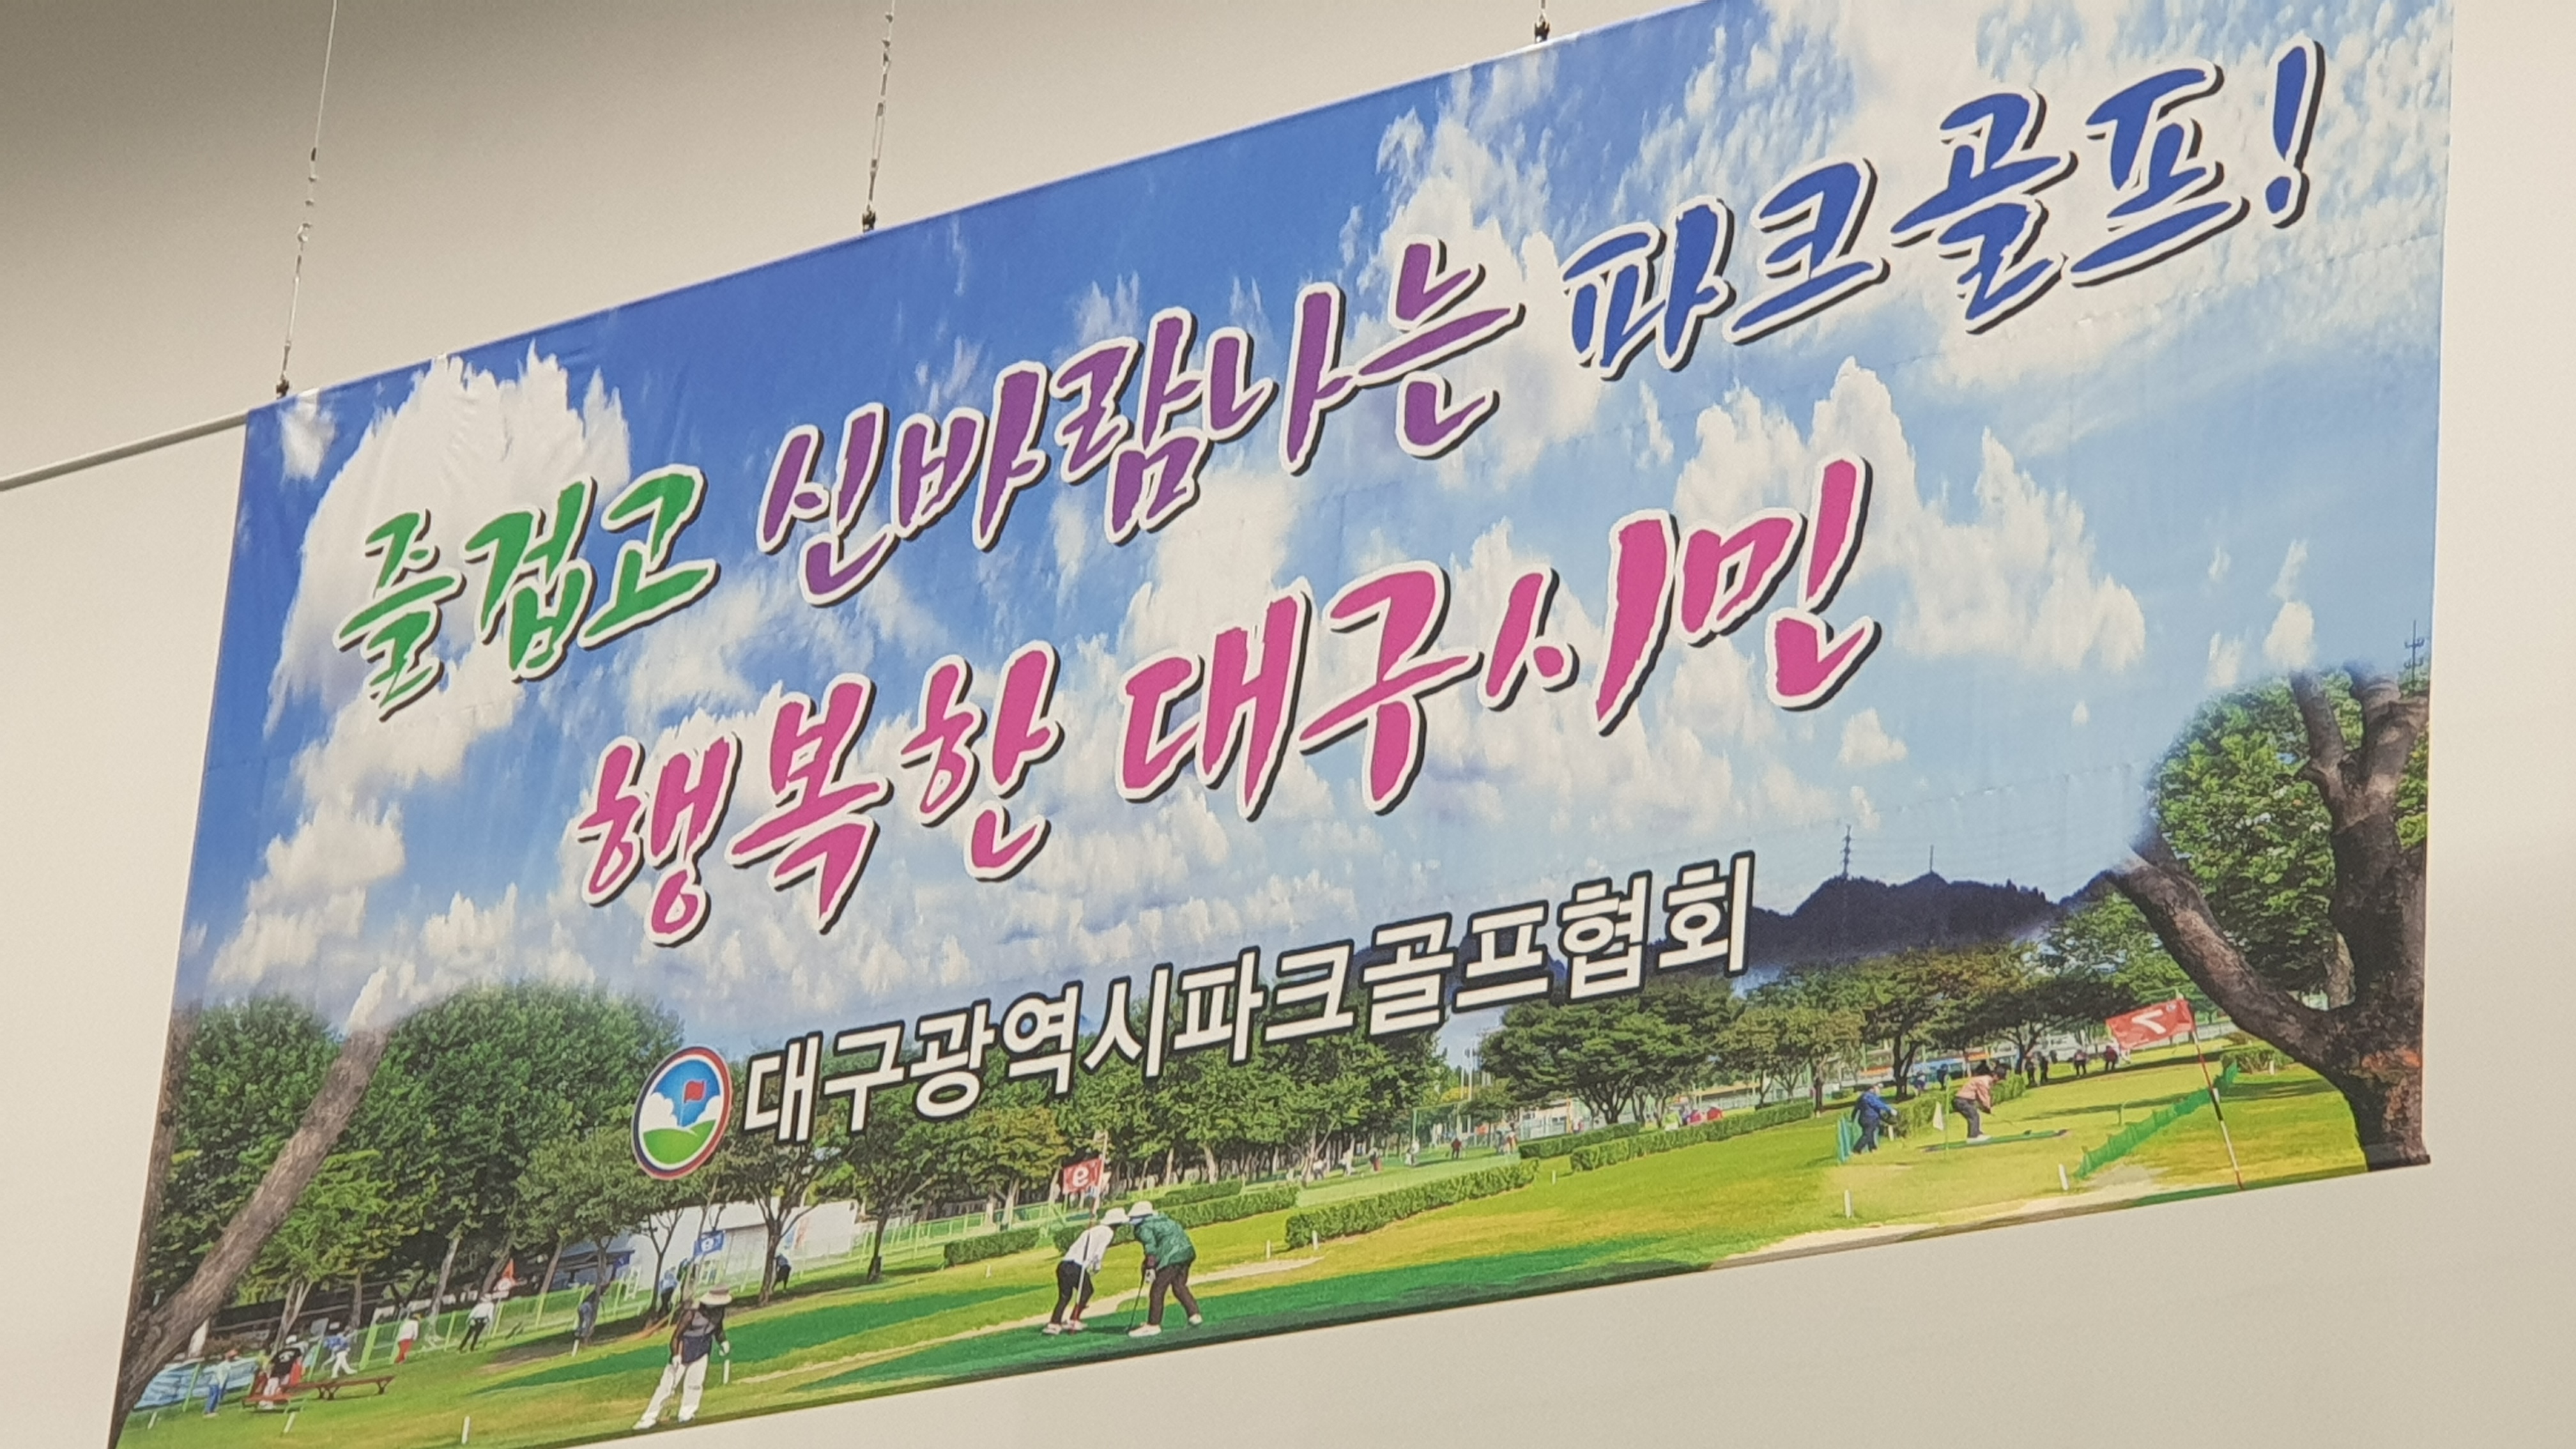 즐겁고 신바람나는 파크골프!
행복한 대구시민
대구광역시파크골프협회